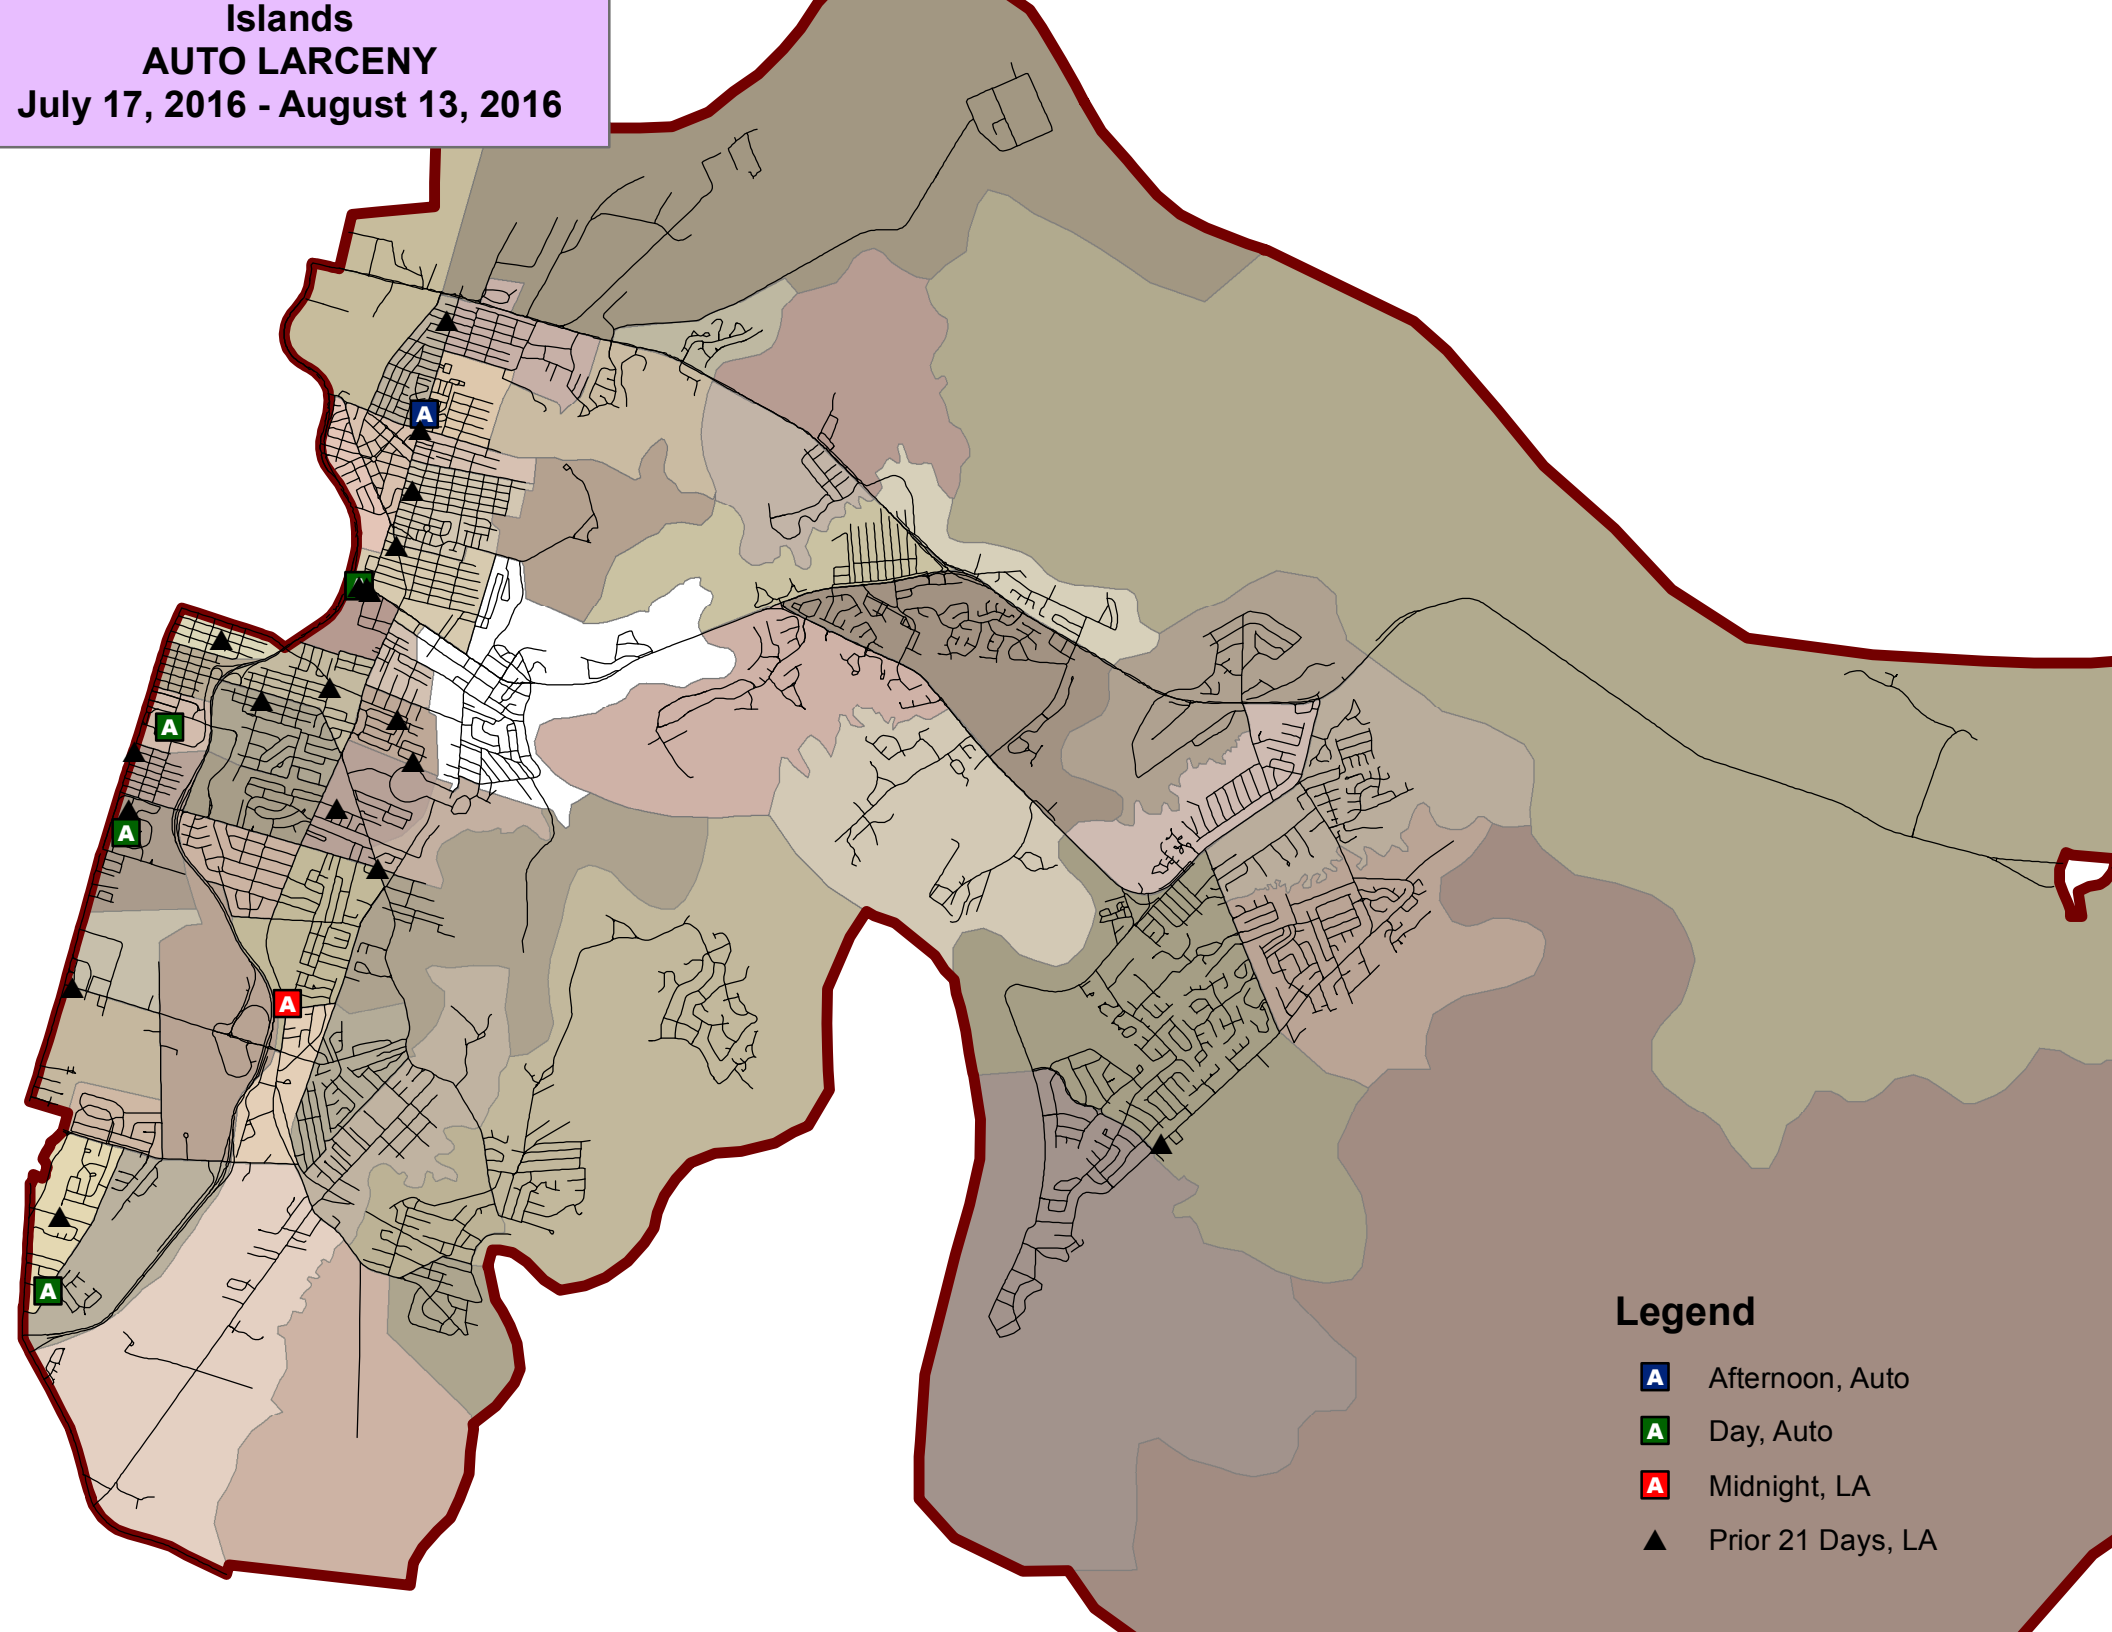 Islands
AUTO LARCENY
July 17, 2016 - August 13, 2016
A
A
A
A
A
A
Legend
A Afternoon, Auto
A Day, Auto
A Midnight, LA
Prior 21 Days, LA